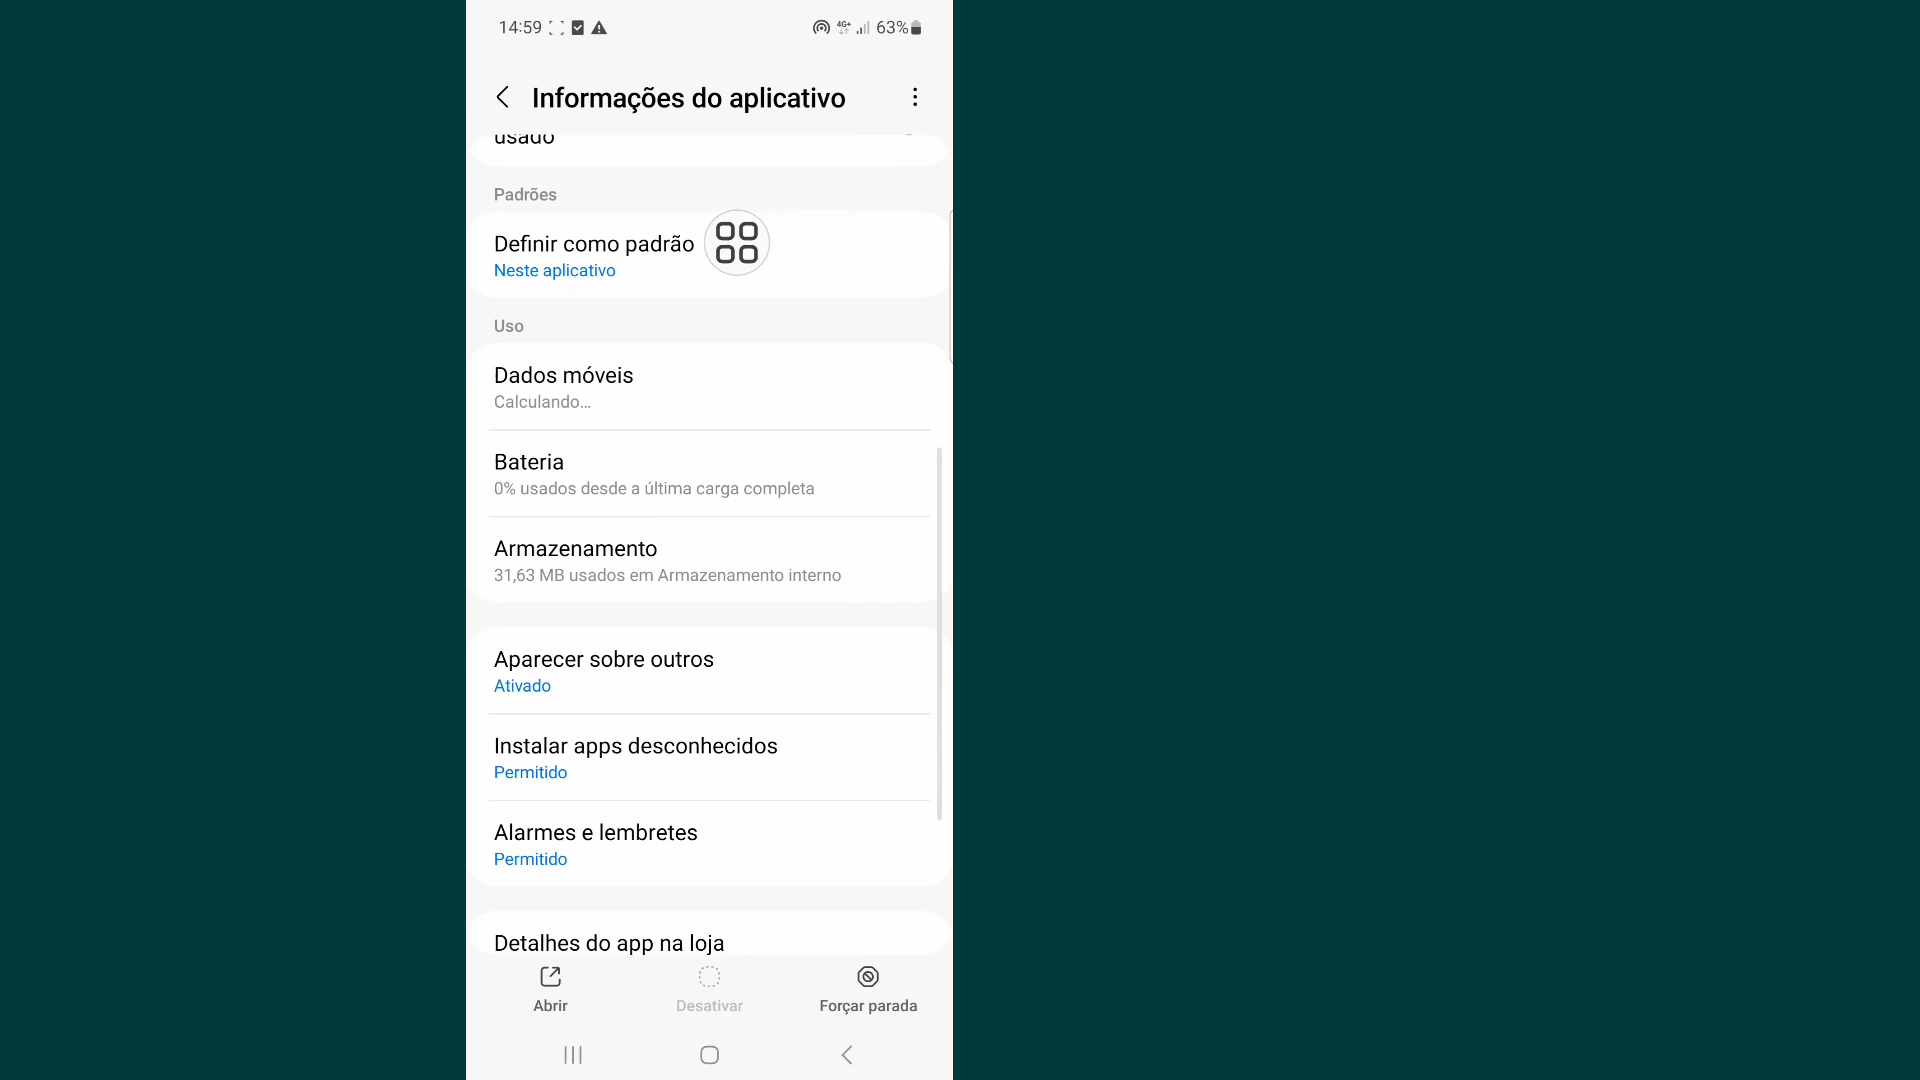 14:59
4G+
63%
Informações do aplicativo
usado
Padrões
Definir como padrão
Neste aplicativo
Uso
Dados móveis
Calculando...
Bateria
0% usados desde a última carga completa
Armazenamento
31,63 MB usados em Armazenamento interno
Aparecer sobre outros
Ativado
Instalar apps desconhecidos
Permitido
Alarmes e lembretes
Permitido
Detalhes do app na loja
Abrir
Desativar
Forçar parada